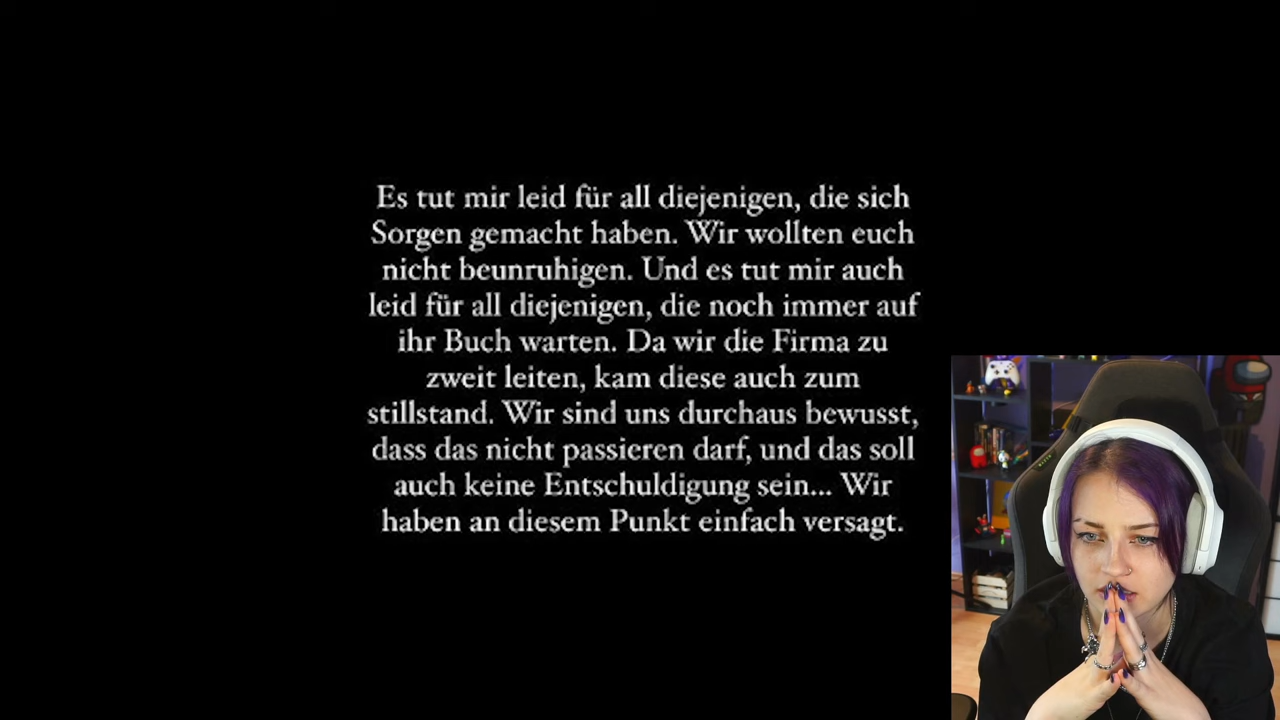 Es tut mir leid für all diejenigen, die sich
Sorgen gemacht haben. Wir wollten euch
nicht beunruhigen. Und es tut mir auch
leid für all diejenigen, die noch immer auf
ihr Buch warten. Da wir die Firma zu
zweit leiten, kam diese auch zum
stillstand. Wir sind uns durchaus bewusst,
dass das nicht passieren darf, und das soll
auch keine Entschuldigung sein... Wir
haben an diesem Punkt einfach versagt.